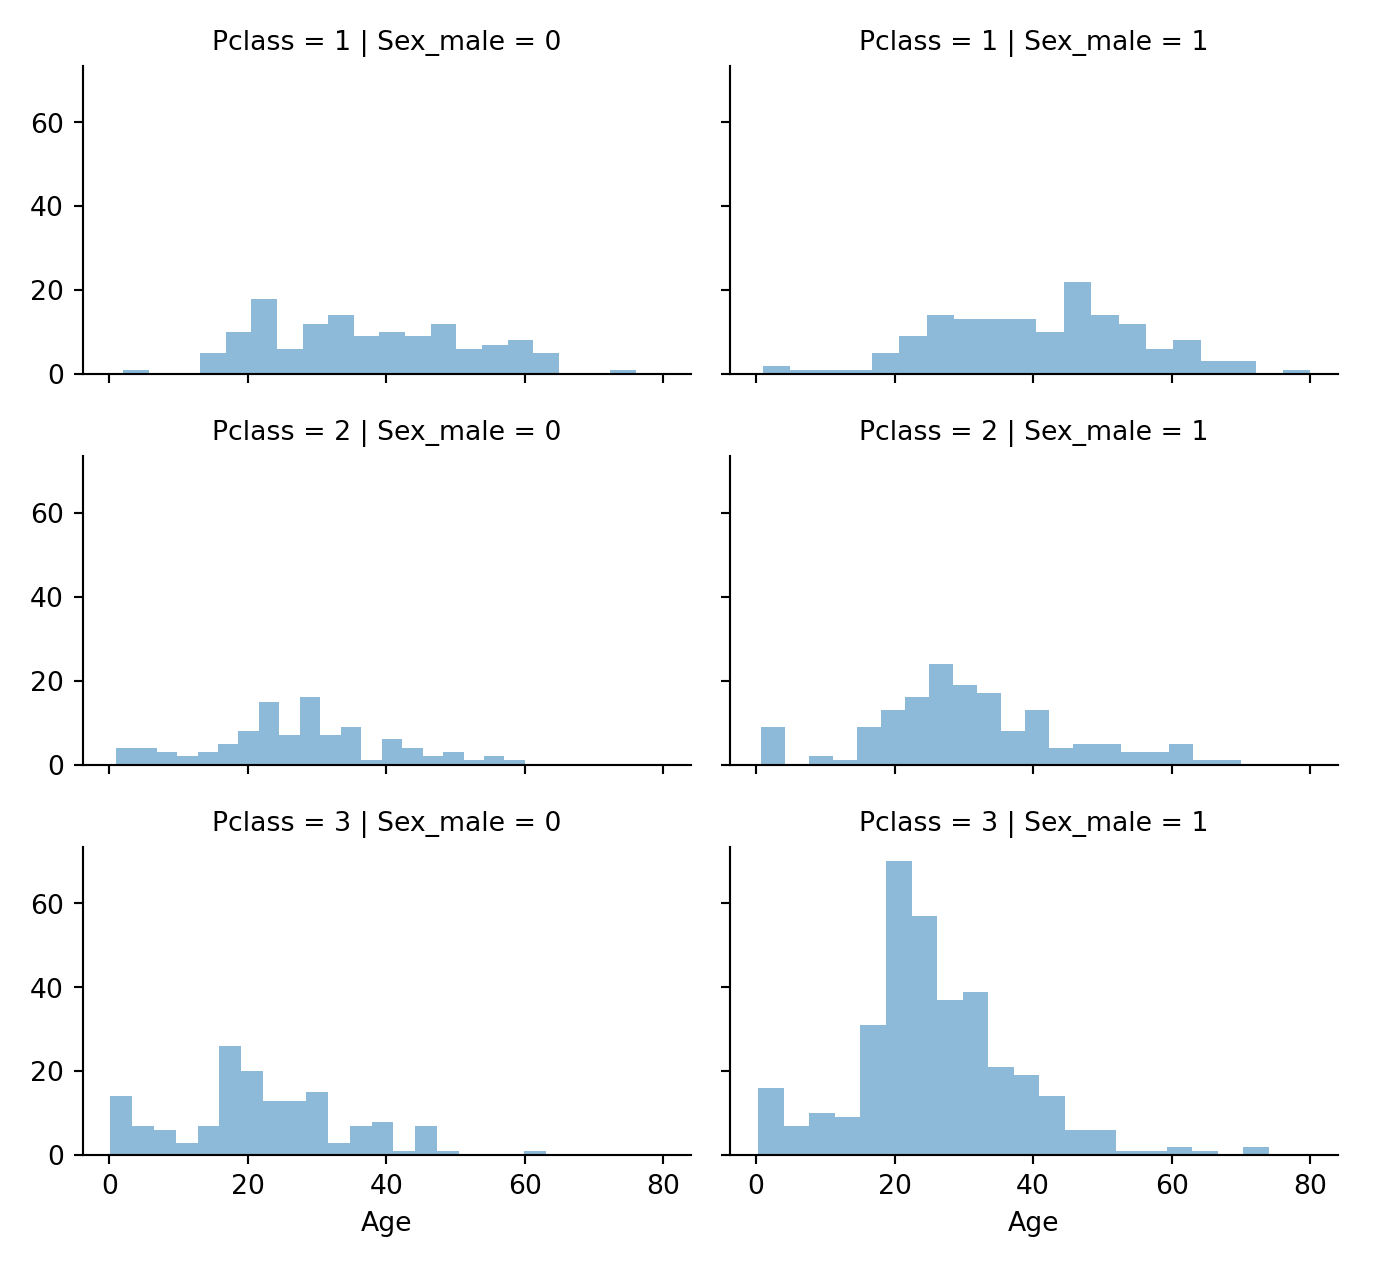 Pclass = 1 | Sex_male = 0
Pclass = 1 | Sex_male = 1
60
40
20
0
Pclass = 2 | Sex_male = 0
Pclass = 2 | Sex_male = 1
60
40
20
0
Pclass = 3 | Sex_male = 0
Pclass = 3 | Sex_male = 1
60
40
20
0
0 20 40 60 80
0 20 40 60 80
Age
Age